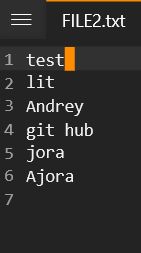 FILE2.txt
1 test
2 lit
3 Andrey
4 git hub
5 jora
6 Ajora
7